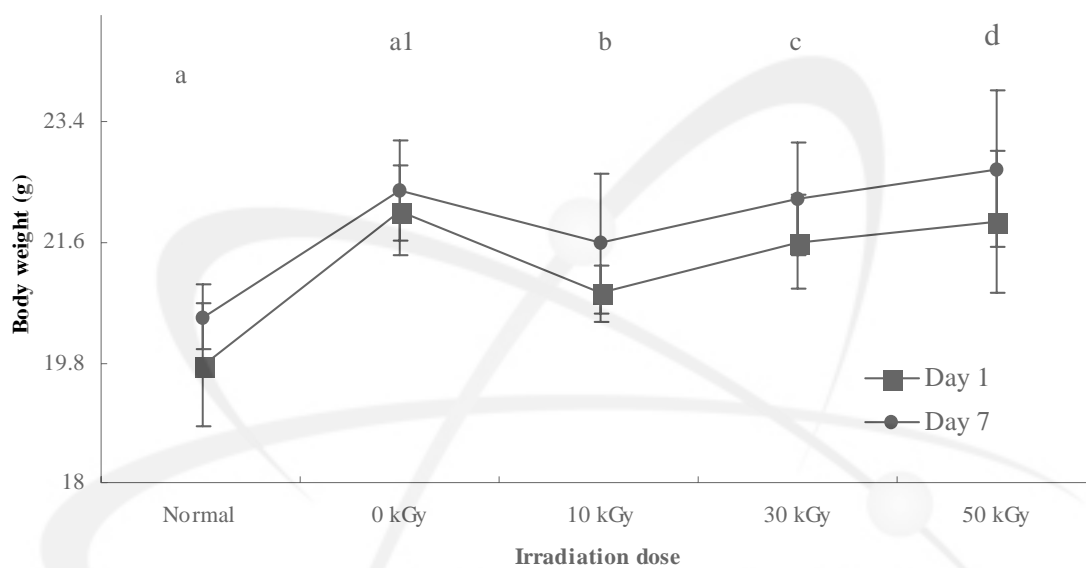 a
a1
b
c
d
Body weight (g)
23.4
21.6
19.8
18
Day 1
Day 7
Normal
0 kGy
10 kGy
30 kGy
50 kGy
Irradiation dose